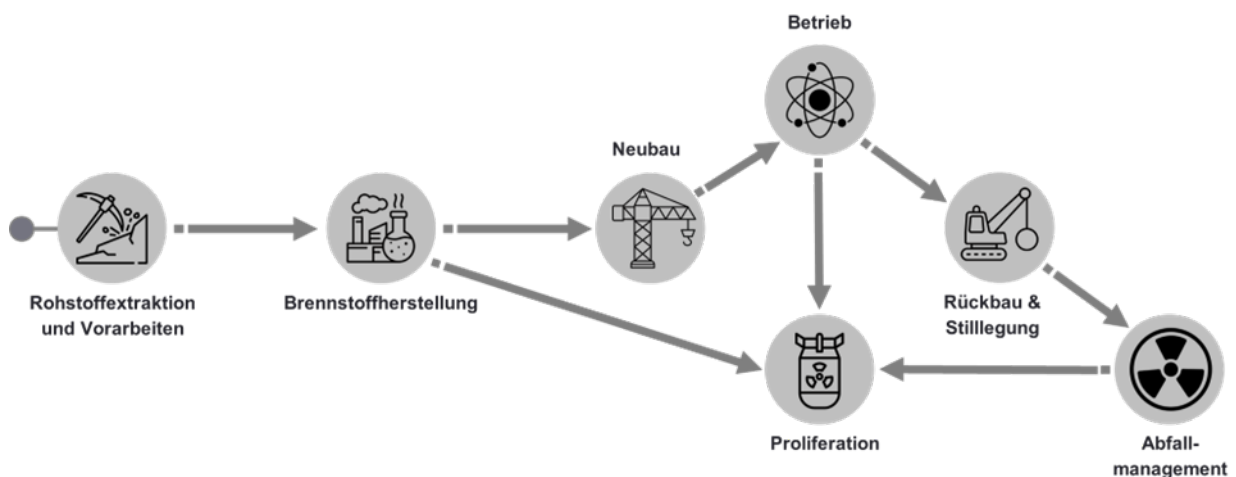 Betrieb
Neubau
Rohstoffextraktion
und Vorarbeiten
Brennstoffherstellung
Rückbau &
Stilllegung
Proliferation
Abfall-
management